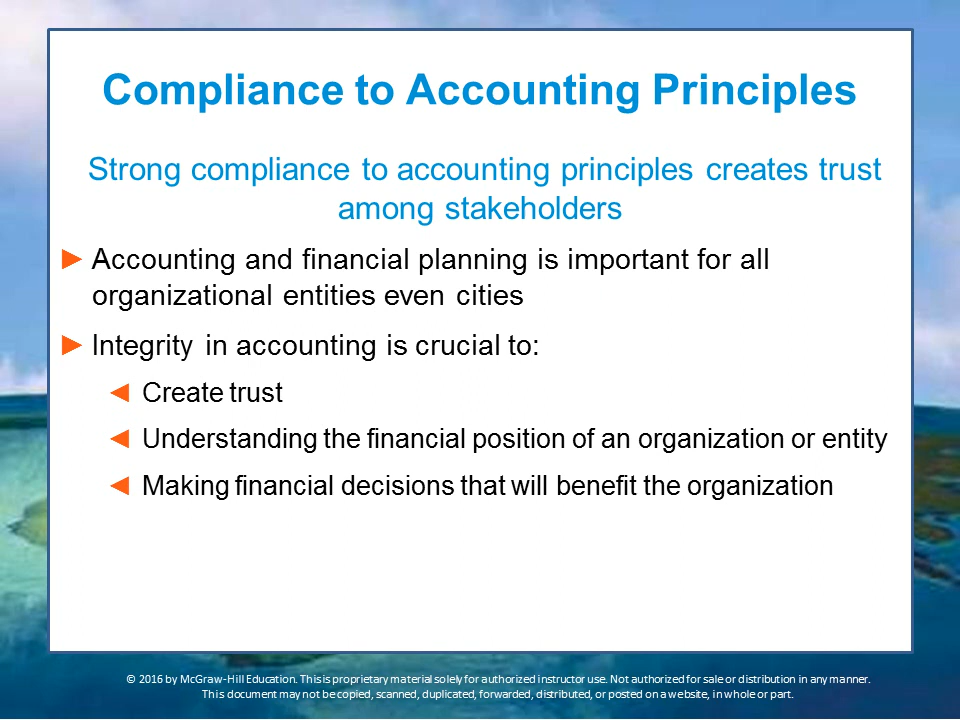 Compliance to Accounting Principles
Strong compliance to accounting principles creates trust
among stakeholders
► Accounting and financial planning is important for all
organizational entities even cities
► Integrity in accounting is crucial to:
◄ Create trust
◄ Understanding the financial position of an organization or entity
◄ Making financial decisions that will benefit the organization
© 2016 by McGraw-Hill Education. This is proprietary material solely for authorized instructor use. Not authorized for sale or distribution in any manner.
This document may not be copied, scanned, duplicated, forwarded, distributed, or posted on a website, in whole or part.